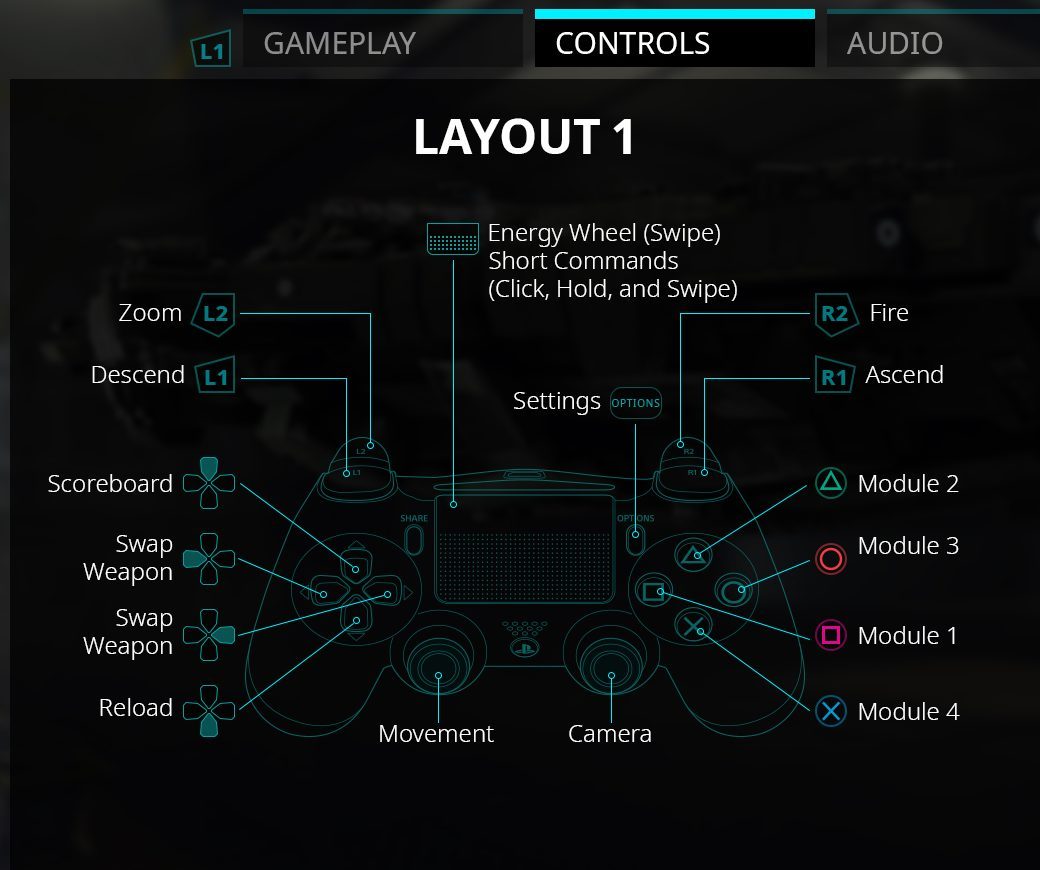 L1
GAMEPLAY
CONTROLS
AUDIO
LAYOUT 1
Energy Wheel (Swipe)
Short Commands
(Click, Hold, and Swipe)
Zoom L2
R2 Fire
Descend L1
R1 Ascend
Settings OPTIONS
L2
L1
R2
R1
Scoreboard
Module 2
SHARE
OPTIONS
Swap
Weapon
Module 3
Swap
Weapon
Module 1
Reload
Module 4
Movement
Camera